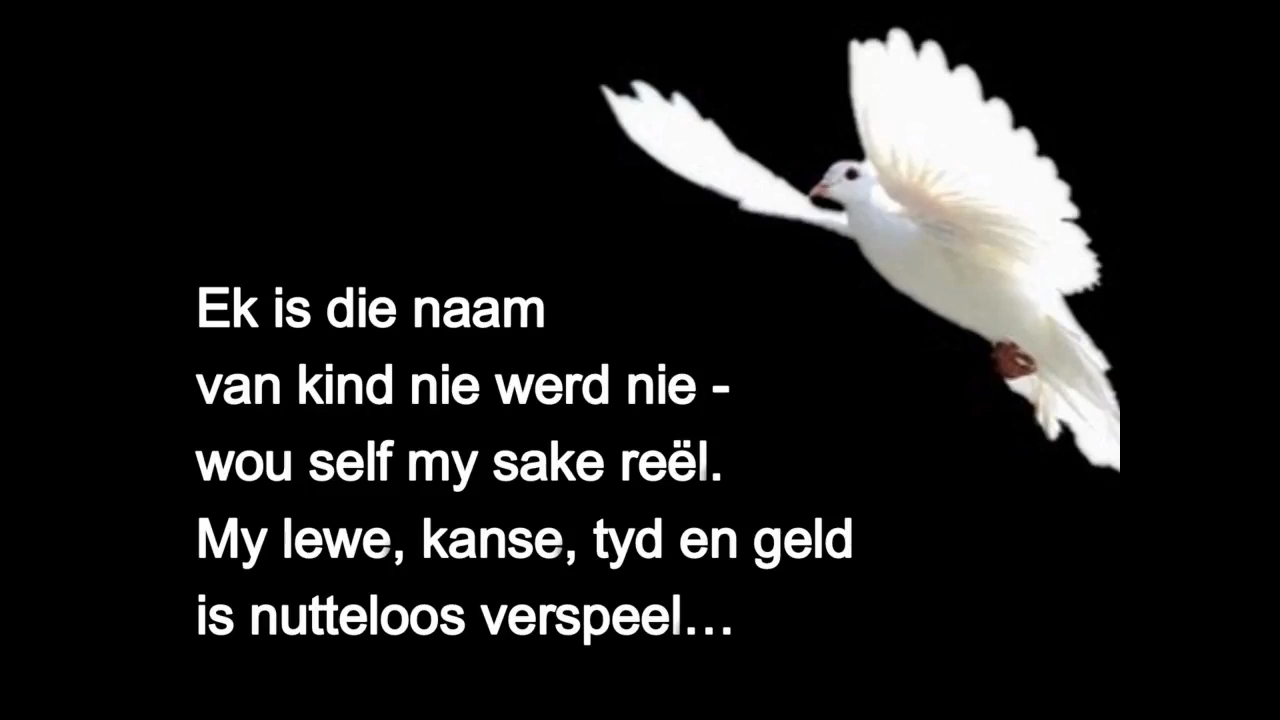 Ek is die naam
van kind nie werd nie -
wou self my sake reël.
My lewe, kanse, tyd en geld
is nutteloos verspeel…